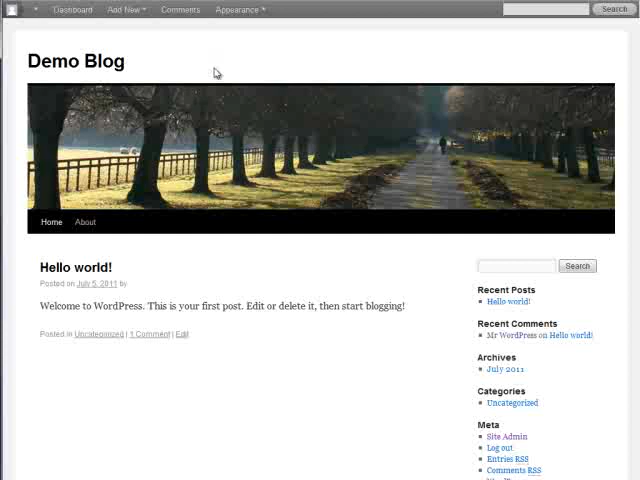 Dashboard Add New Comments Appearance Search
Demo Blog
Home About
Hello world!
Posted on July 5, 2011 by
Welcome to WordPress. This is your first post. Edit or delete it, then start blogging!
Posted in Uncategorized | 1 Comment | Edit
Search
Recent Posts
Hello world!
Recent Comments
Mr WordPress on Hello world!
Archives
July 2011
Categories
Uncategorized
Meta
Site Admin
Log out
Entries RSS
Comments RSS